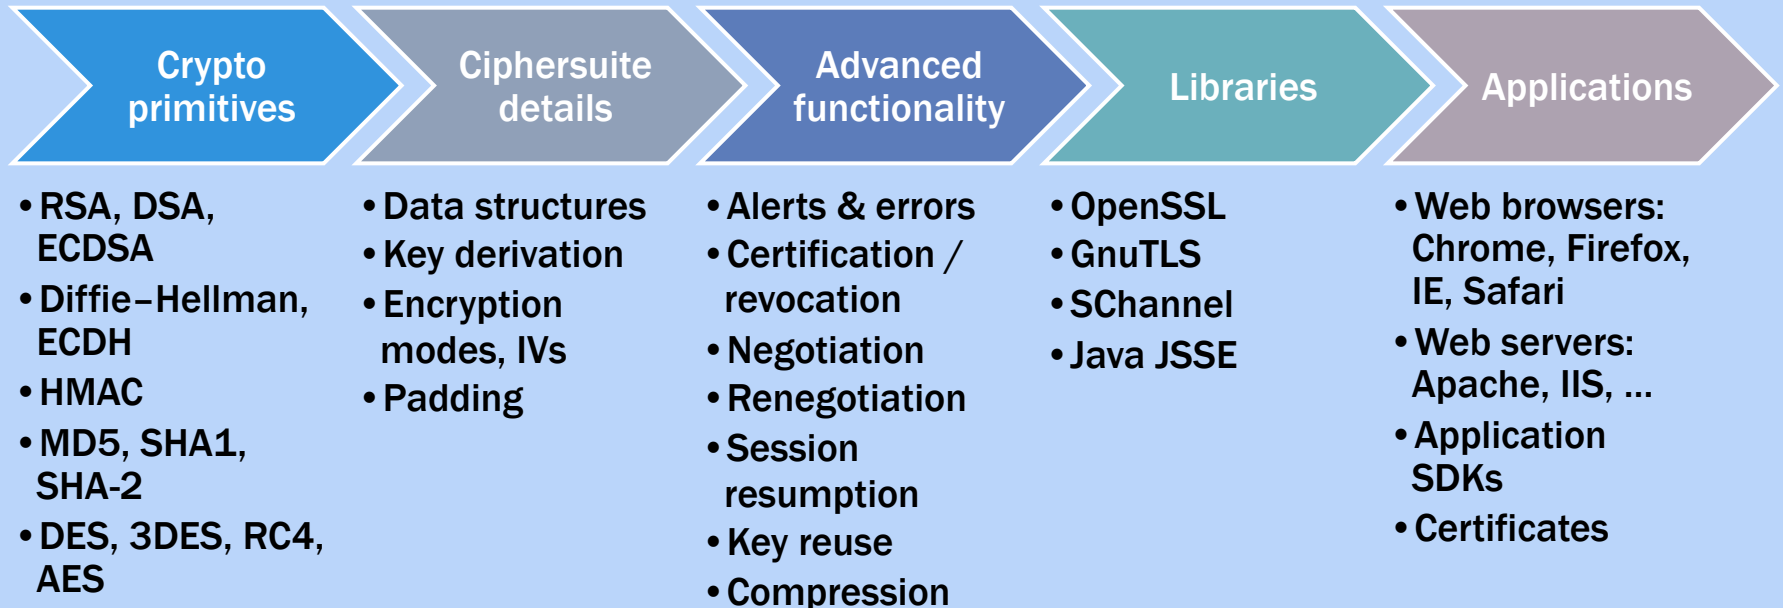 Crypto
primitives
Ciphersuite
details
Advanced
functionality
Libraries
Applications
•RSA, DSA,
ECDSA
•Diffie–Hellman,
ECDH
•HMAC
•MD5, SHA1,
SHA-2
•DES, 3DES, RC4,
AES
•Data structures
•Key derivation
•Encryption
modes, IVs
•Padding
•Alerts & errors
•Certification /
revocation
•Negotiation
•Renegotiation
•Session
resumption
•Key reuse
•Compression
•OpenSSL
•GnuTLS
•SChannel
•Java JSSE
•Web browsers:
Chrome, Firefox,
IE, Safari
•Web servers:
Apache, IIS, ...
•Application
SDKs
•Certificates